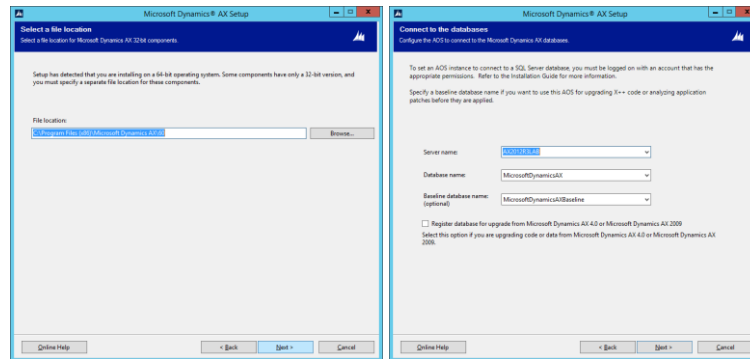 Microsoft Dynamics® AX Setup
Select a file location
Select a file location for Microsoft Dynamics AX 32-bit components.
Setup has detected that you are installing on a 64-bit operating system. Some components have only a 32-bit version, and
you must specify a separate file location for these components.
File location:
C:\Program Files (x86)\Microsoft Dynamics AX\60
Browse...
Online Help
< Back
Next >
Cancel
Microsoft Dynamics® AX Setup
Connect to the databases
Configure the AOS to connect to the Microsoft Dynamics AX databases.
To set an AOS instance to connect to a SQL Server database, you must be logged on with an account that has the
appropriate permissions. Refer to the Installation Guide for more information.
Specify a baseline database name if you want to use this AOS for upgrading X++ code or analyzing application
patches before they are applied.
Server name:
AX2012R3LAB
Database name:
MicrosoftDynamicsAX
Baseline database name:
(optional)
MicrosoftDynamicsAXBaseline
Register database for upgrade from Microsoft Dynamics AX 4.0 or Microsoft Dynamics AX 2009
Select this option if you are upgrading code or data from Microsoft Dynamics AX 4.0 or Microsoft Dynamics AX
2009.
Online Help
< Back
Next >
Cancel